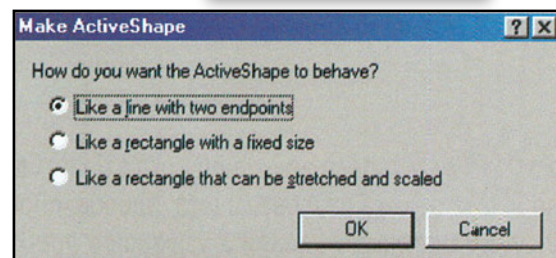 Make ActiveShape
How do you want the ActiveShape to behave?
Like a line with two endpoints
Like a rectangle with a fixed size
Like a rectangle that can be stretched and scaled
OK Cancel